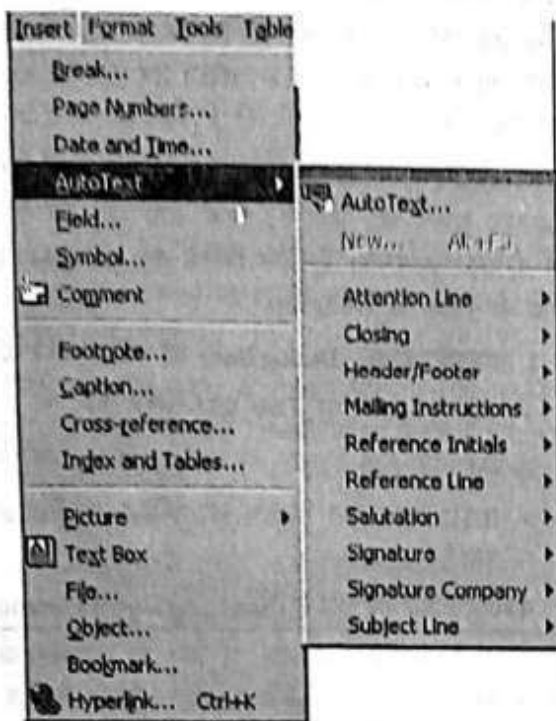 Insert Format Tools Table
Break...
Page Numbers...
Date and Time...
AutoText
Field...
Symbol...
Comment
Footnote...
Caption...
Cross-reference...
Index and Tables...
Picture
Text Box
File...
Object...
Bookmark...
Hyperlink... Ctrl+K
AutoText...
New... Alt+F3
Attention Line
Closing
Header/Footer
Mailing Instructions
Reference Initials
Reference Line
Salutation
Signature
Signature Company
Subject Line